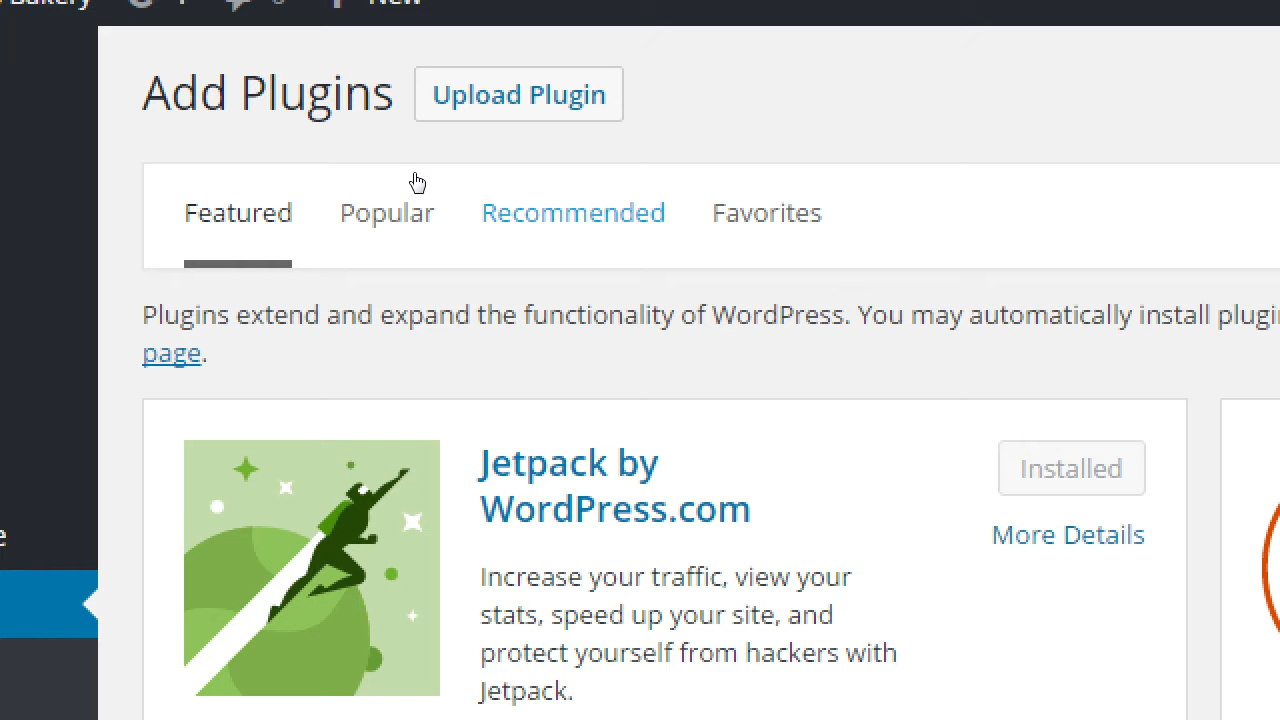 Bakery New
Add Plugins Upload Plugin
Featured Popular Recommended Favorites
Plugins extend and expand the functionality of WordPress. You may automatically install
page.
Jetpack by
WordPress.com
Installed
More Details
Increase your traffic, view your
stats, speed up your site, and
protect yourself from hackers with
Jetpack.